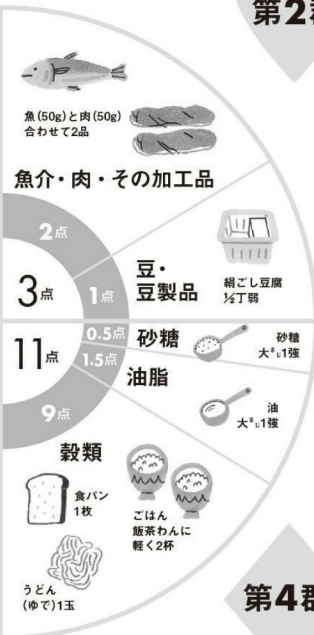 第2群
魚(50g)と肉(50g)
合わせて2品
魚介・肉・その加工品
2点
3点
1点
豆・
豆製品
絹ごし豆腐
½丁弱
11点
0.5点
砂糖
砂糖
大さじ1強
1.5点
油脂
油
大さじ1強
9点
穀類
食パン
1枚
ごはん
飯茶わんに
軽く2杯
うどん
(ゆで)1玉
第4群